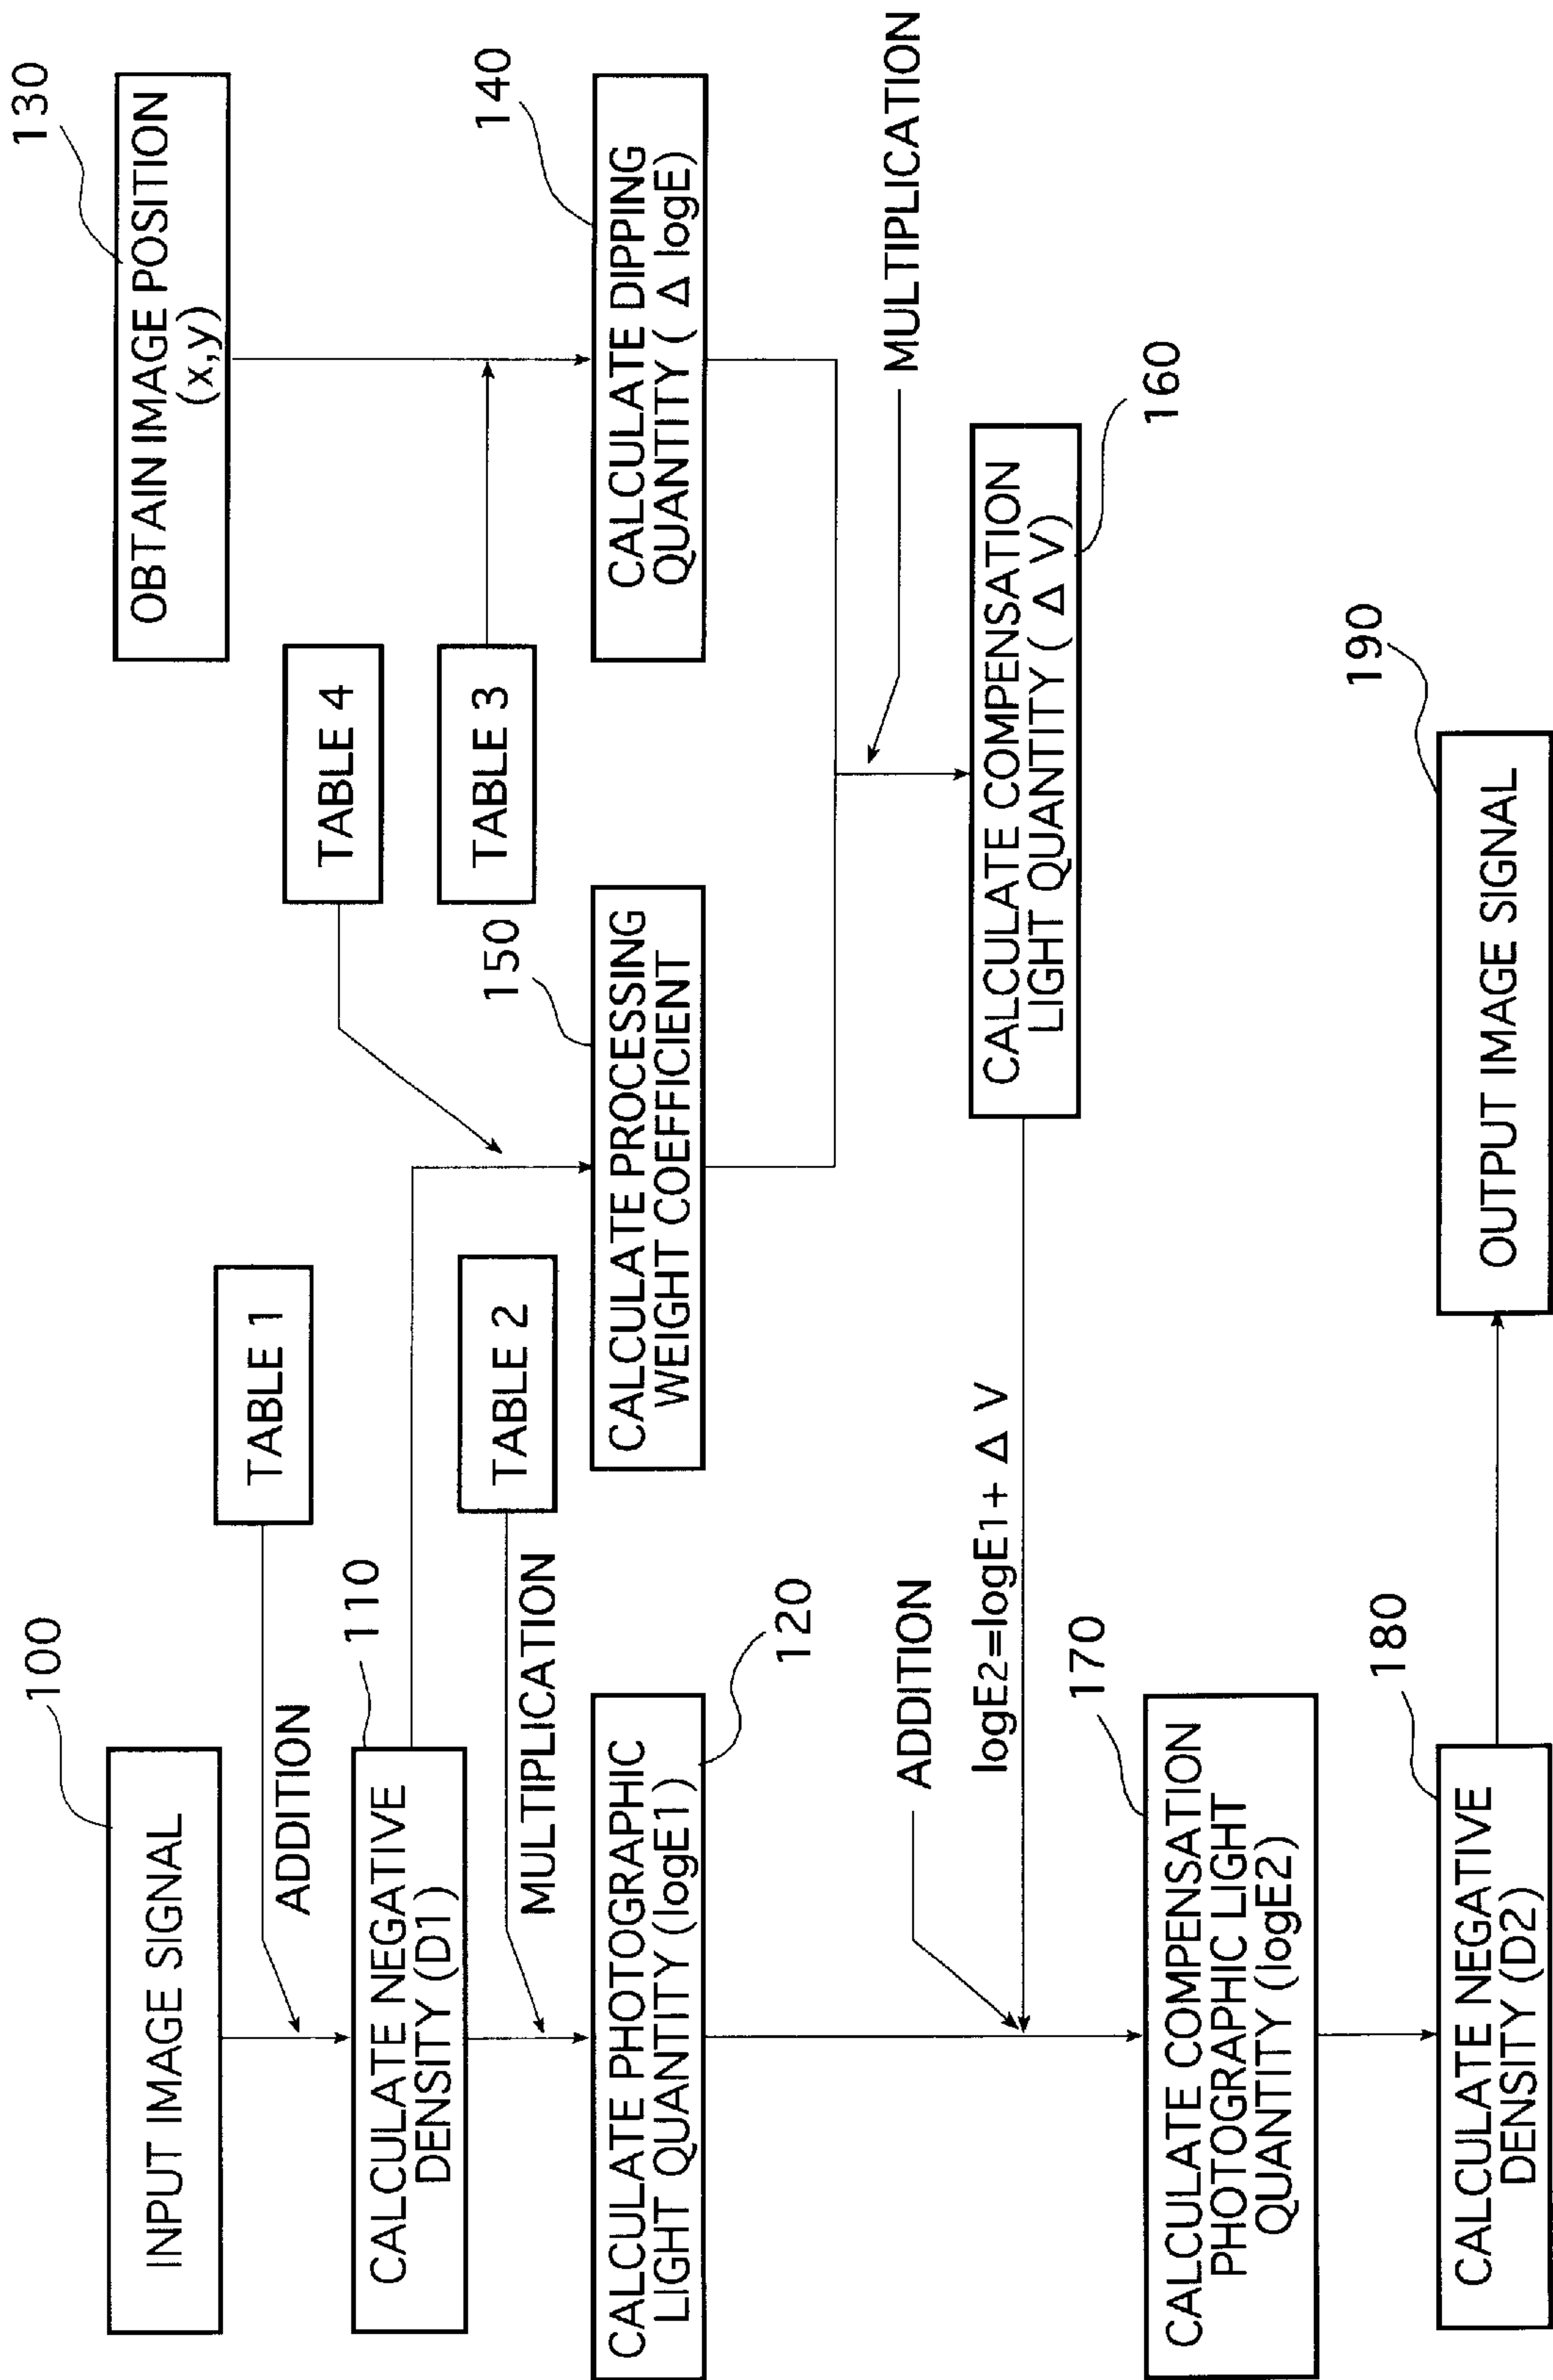 100
INPUT IMAGE SIGNAL
ADDITION
TABLE 1
110
CALCULATE NEGATIVE
DENSITY (D1)
MULTIPLICATION
TABLE 2
CALCULATE PHOTOGRAPHIC
LIGHT QUANTITY (logE1)
120
130
OBTAIN IMAGE POSITION
(x,y)
TABLE 4
TABLE 3
140
CALCULATE DIPPING
QUANTITY ( Δ logE)
150
CALCULATE PROCESSING
WEIGHT COEFFICIENT
MULTIPLICATION
CALCULATE COMPENSATION
LIGHT QUANTITY ( Δ V)
160
ADDITION
logE2=logE1+ Δ V
170
CALCULATE COMPENSATION
PHOTOGRAPHIC LIGHT
QUANTITY (logE2)
180
CALCULATE NEGATIVE
DENSITY (D2)
190
OUTPUT IMAGE SIGNAL